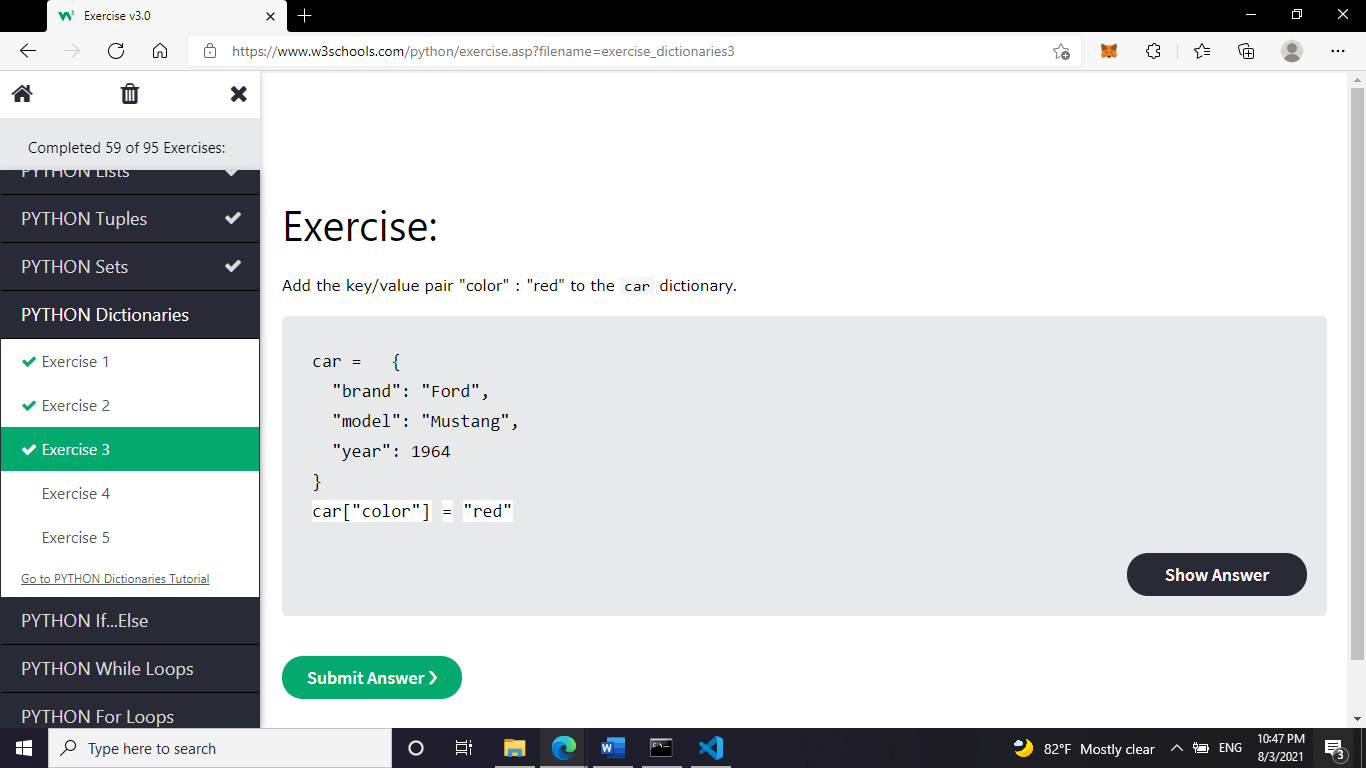 Exercise v3.0
https://www.w3schools.com/python/exercise.asp?filename=exercise_dictionaries3
Completed 59 of 95 Exercises:
PYTHON Lists
PYTHON Tuples
PYTHON Sets
PYTHON Dictionaries
Exercise 1
Exercise 2
Exercise 3
Exercise 4
Exercise 5
Go to PYTHON Dictionaries Tutorial
PYTHON If...Else
PYTHON While Loops
PYTHON For Loops
Exercise:
Add the key/value pair "color" : "red" to the car dictionary.
car =   {
  "brand": "Ford",
  "model": "Mustang",
  "year": 1964
}
car["color"] = "red"
Show Answer
Submit Answer ❯
Type here to search
82°F Mostly clear
ENG
10:47 PM
8/3/2021
3